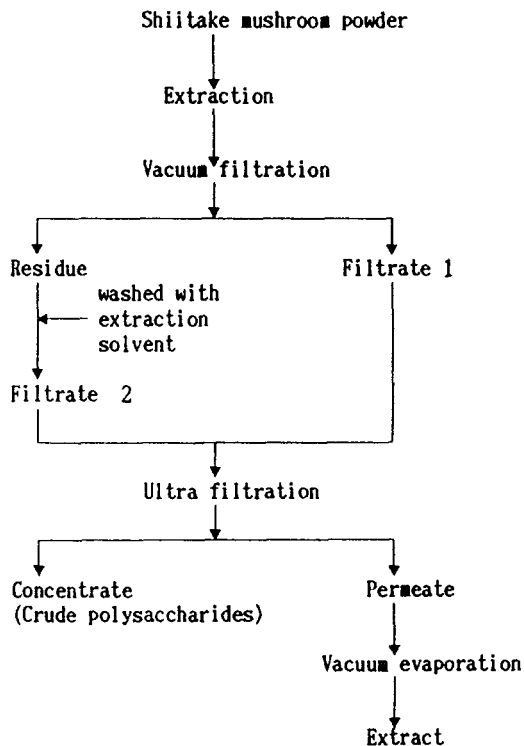 Shiitake mushroom powder
Extraction
Vacuum filtration
Residue
Filtrate 1
washed with
extraction
solvent
Filtrate 2
Ultra filtration
Concentrate
(Crude polysaccharides)
Permeate
Vacuum evaporation
Extract